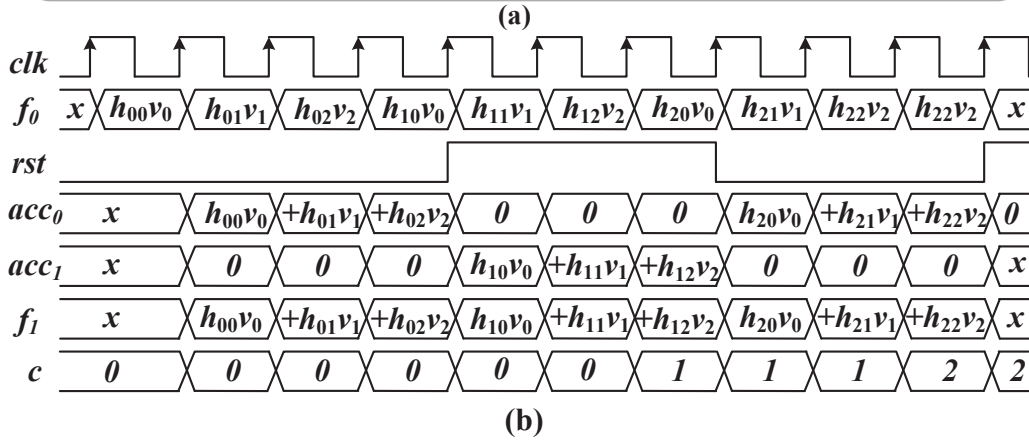 (a)
clk
f0 x h00v0 h01v1 h02v2 h10v0 h11v1 h12v2 h20v0 h21v1 h22v2 h22v2 x
rst
acc0 x h00v0 +h01v1 +h02v2 0 0 0 h20v0 +h21v1 +h22v2 0
acc1 x 0 0 0 h10v0 +h11v1 +h12v2 0 0 0 x
f1 x h00v0 +h01v1 +h02v2 h10v0 +h11v1 +h12v2 h20v0 +h21v1 +h22v2 x
c 0 0 0 0 0 0 1 1 1 2 2
(b)